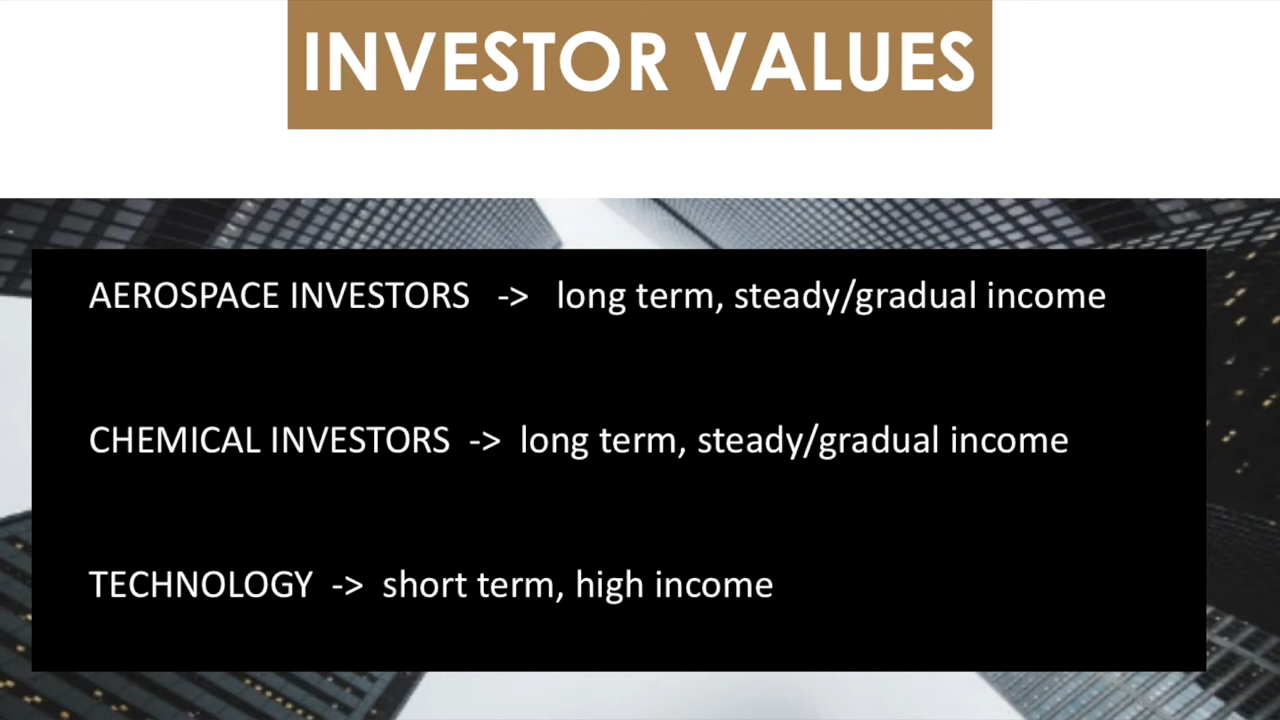 INVESTOR VALUES
AEROSPACE INVESTORS -> long term, steady/gradual income
CHEMICAL INVESTORS -> long term, steady/gradual income
TECHNOLOGY -> short term, high income